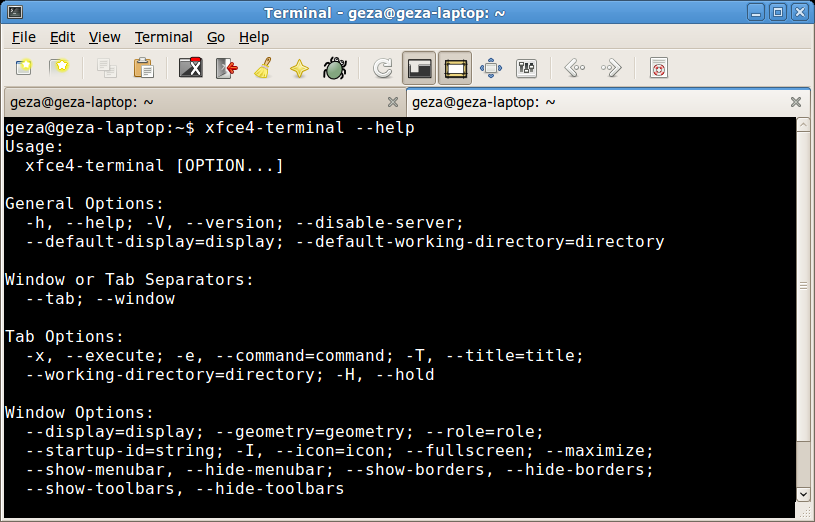 Terminal - geza@geza-laptop: ~
File Edit View Terminal Go Help
geza@geza-laptop: ~ geza@geza-laptop: ~
geza@geza-laptop:~$ xfce4-terminal --help
Usage:
xfce4-terminal [OPTION...]
General Options:
-h, --help; -V, --version; --disable-server;
--default-display=display; --default-working-directory=directory
Window or Tab Separators:
--tab; --window
Tab Options:
-x, --execute; -e, --command=command; -T, --title=title;
--working-directory=directory; -H, --hold
Window Options:
--display=display; --geometry=geometry; --role=role;
--startup-id=string; -I, --icon=icon; --fullscreen; --maximize;
--show-menubar, --hide-menubar; --show-borders, --hide-borders;
--show-toolbars, --hide-toolbars